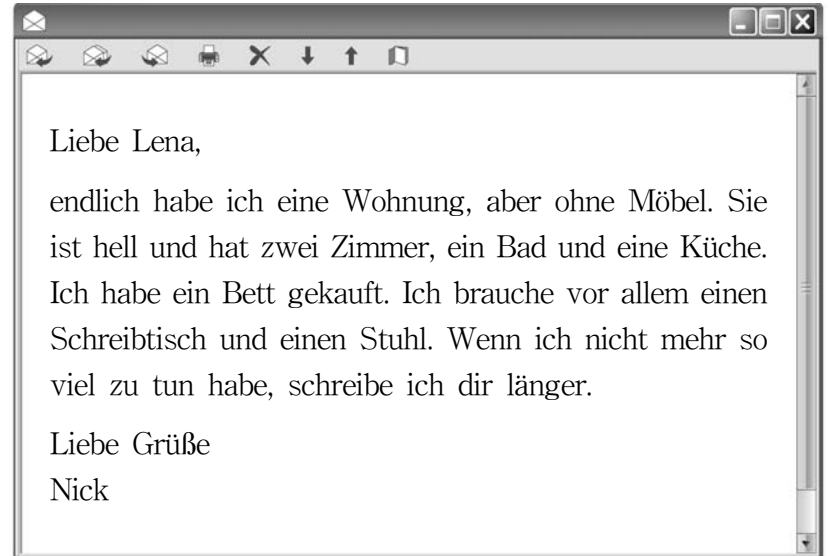 Liebe Lena,
endlich habe ich eine Wohnung, aber ohne Möbel. Sie
ist hell und hat zwei Zimmer, ein Bad und eine Küche.
Ich habe ein Bett gekauft. Ich brauche vor allem einen
Schreibtisch und einen Stuhl. Wenn ich nicht mehr so
viel zu tun habe, schreibe ich dir länger.
Liebe Grüße
Nick